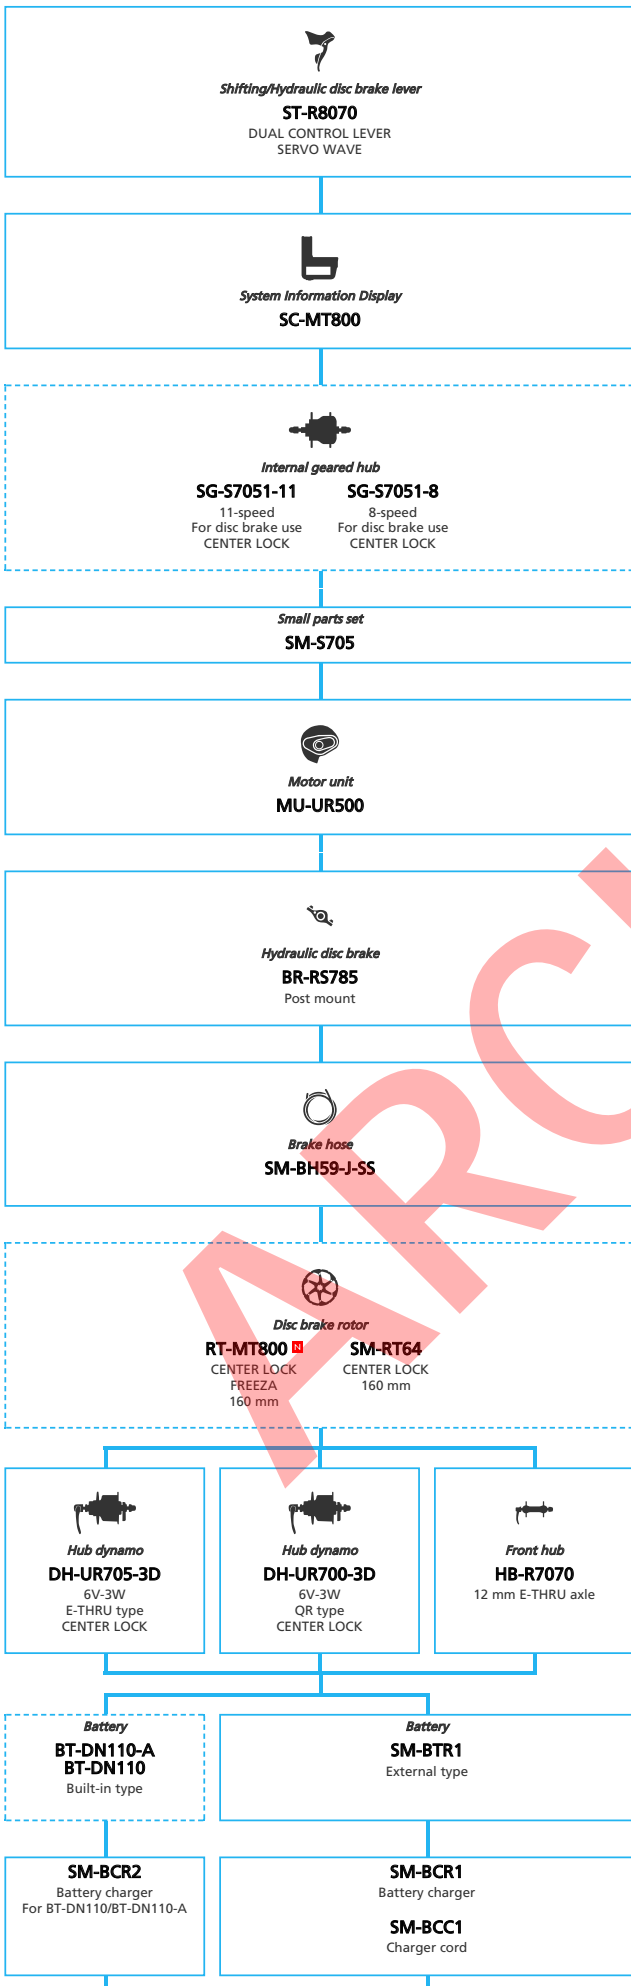 Shifting/Hydraulic disc brake lever
ST-R8070
DUAL CONTROL LEVER
SERVO WAVE
System Information Display
SC-MT800
Internal geared hub
SG-S7051-11
11-speed
For disc brake use
CENTER LOCK
SG-S7051-8
8-speed
For disc brake use
CENTER LOCK
Small parts set
SM-S705
Motor unit
MU-UR500
Hydraulic disc brake
BR-RS785
Post mount
Brake hose
SM-BH59-J-SS
Disc brake rotor
RT-MT800 N
CENTER LOCK
FREEZA
160 mm
SM-RT64
CENTER LOCK
160 mm
Hub dynamo
DH-UR705-3D
6V-3W
E-THRU type
CENTER LOCK
Hub dynamo
DH-UR700-3D
6V-3W
QR type
CENTER LOCK
Front hub
HB-R7070
12 mm E-THRU axle
Battery
BT-DN110-A
BT-DN110
Built-in type
Battery
SM-BTR1
External type
SM-BCR2
Battery charger
For BT-DN110/BT-DN110-A
SM-BCR1
Battery charger
SM-BCC1
Charger cord
ARC